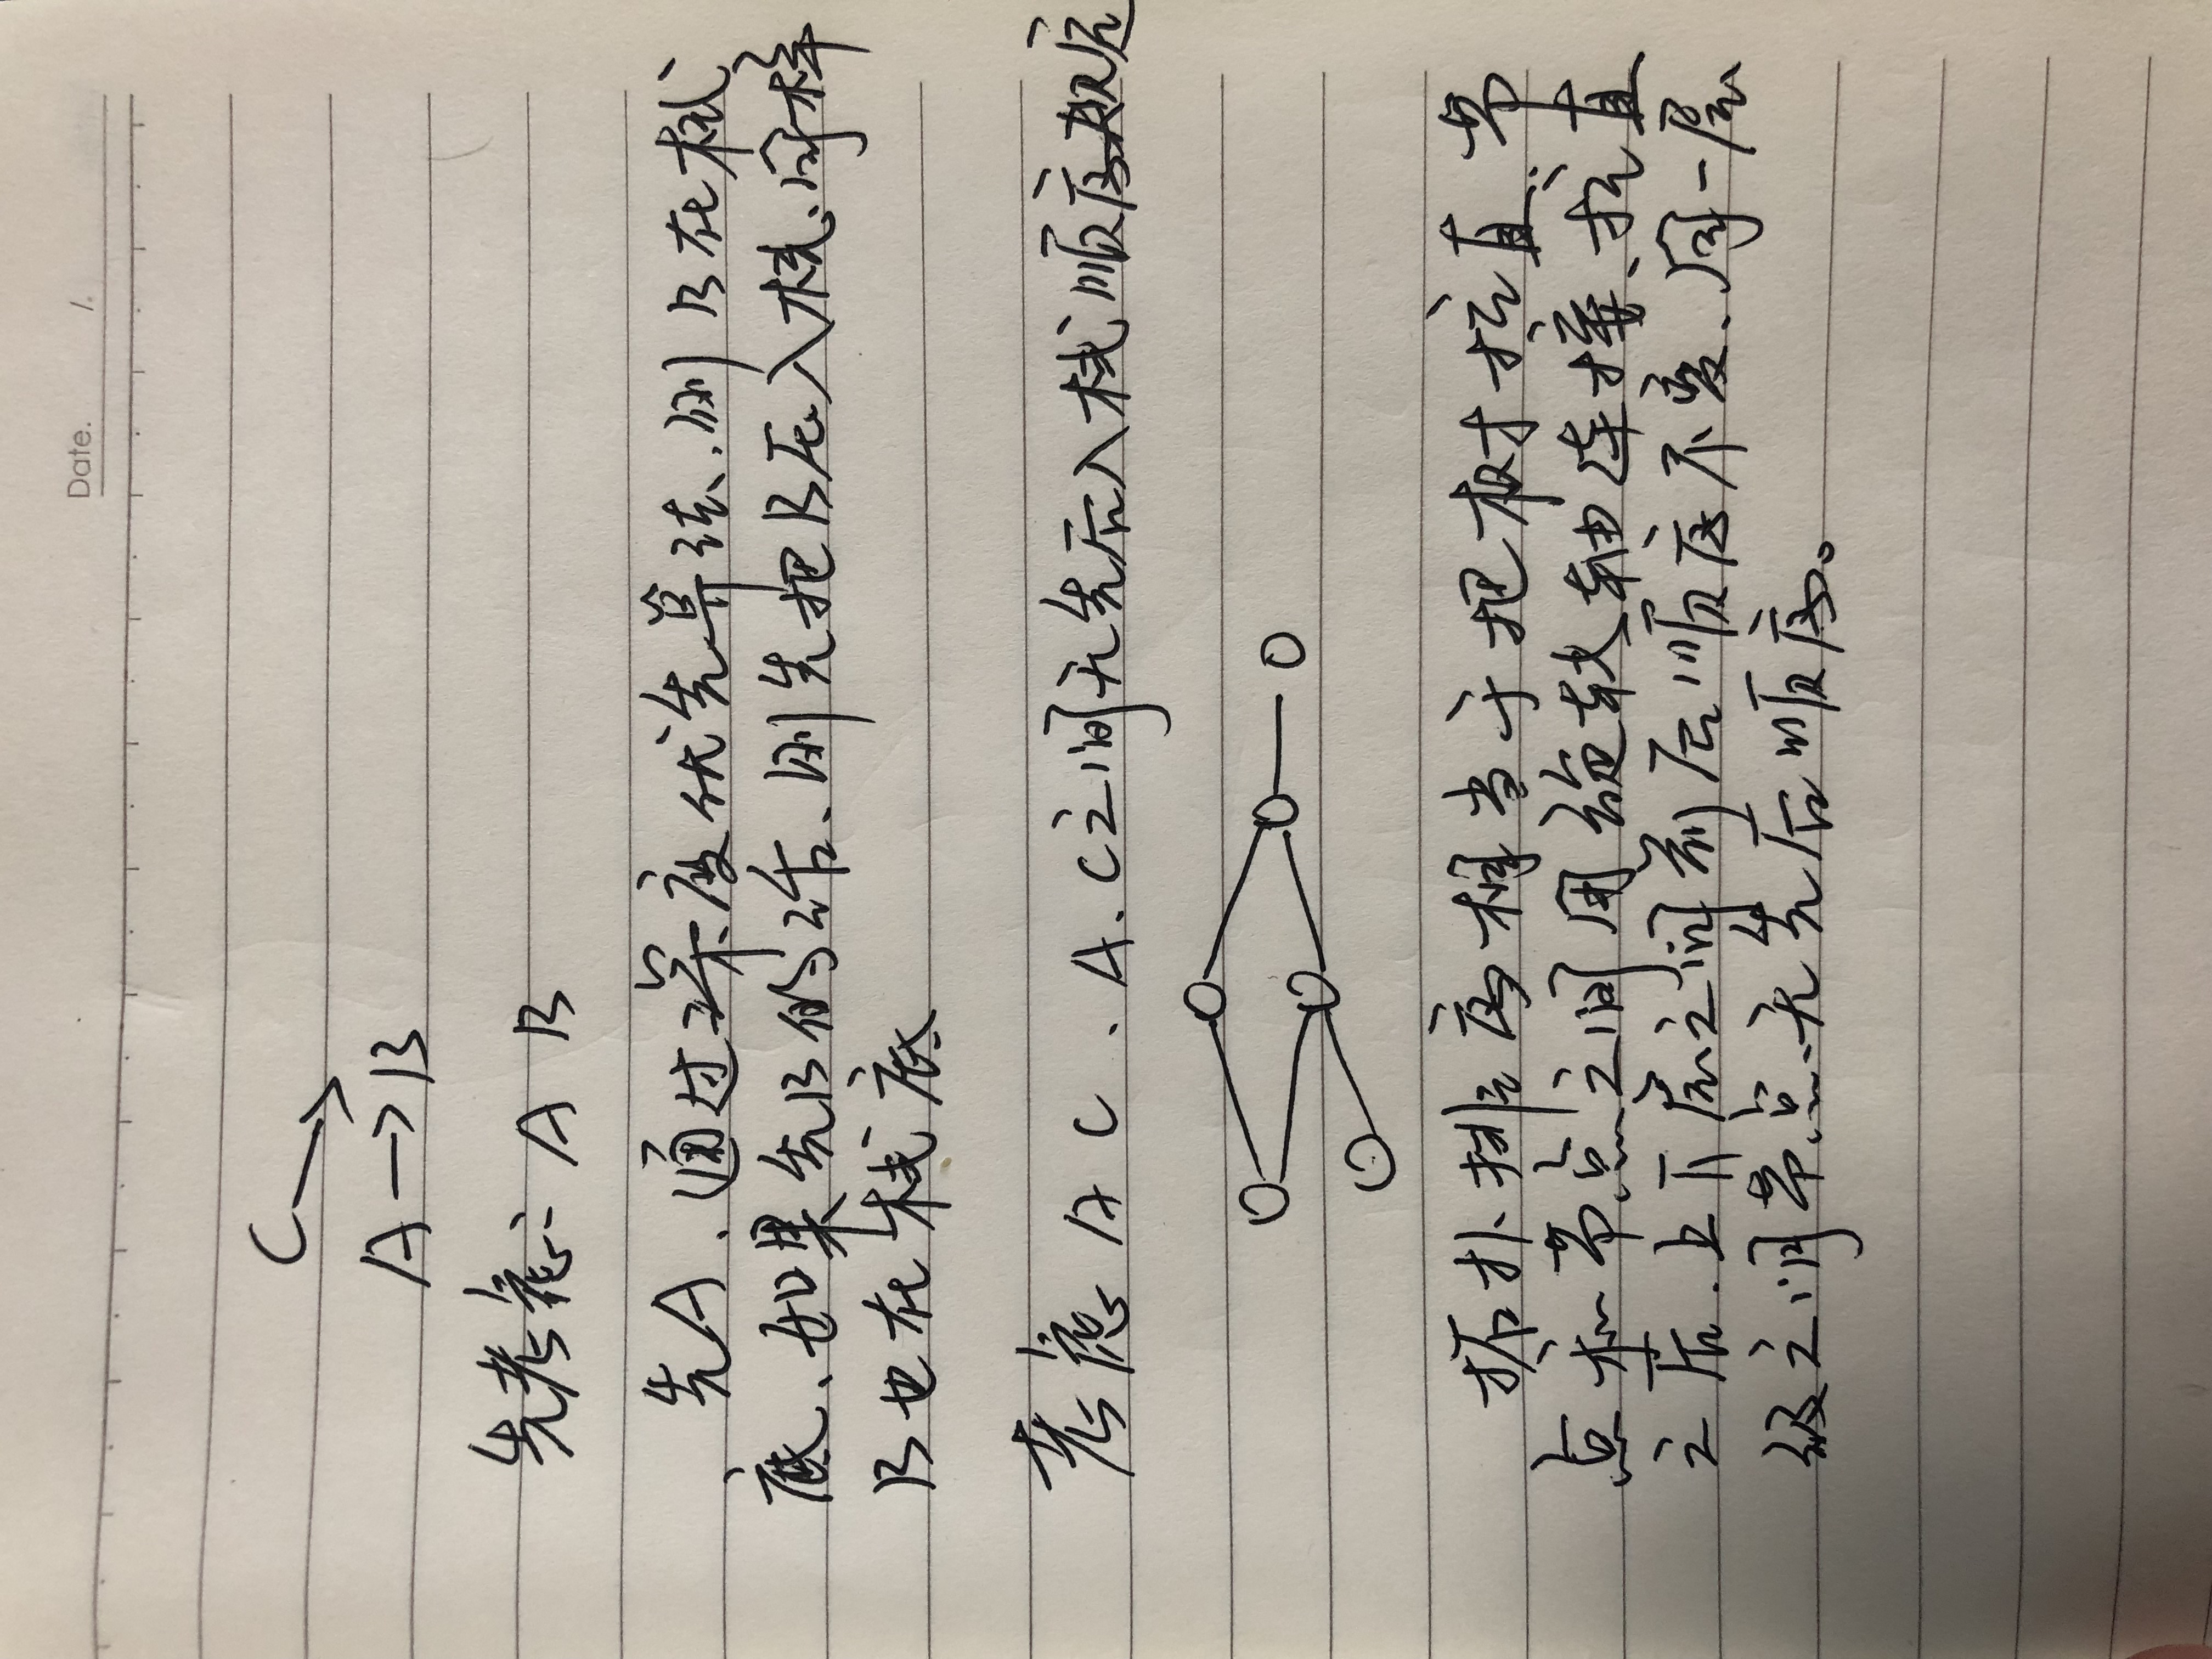 Date. /.
C
A → B
先考虑: A B
先A、通过深度优先算法、则B在栈
底、如果先B的话、则先把B压入栈、同样
B也在栈底
考虑 A C . A、C之间无先后入栈顺序规定
拓扑排序相当于把树拉直、节
点和节点之间用旋转轴连接、拉直
之后、上下层之间前后顺序不变、同一层
级之间节点无先后顺序。